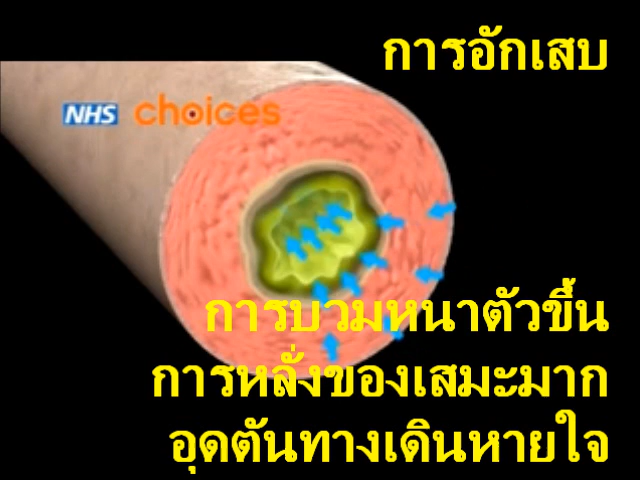 การอักเสบ
NHS choices
การบวมหนาตัวขึ้น
การหลั่งของเสมะมาก
อุดตันทางเดินหายใจ